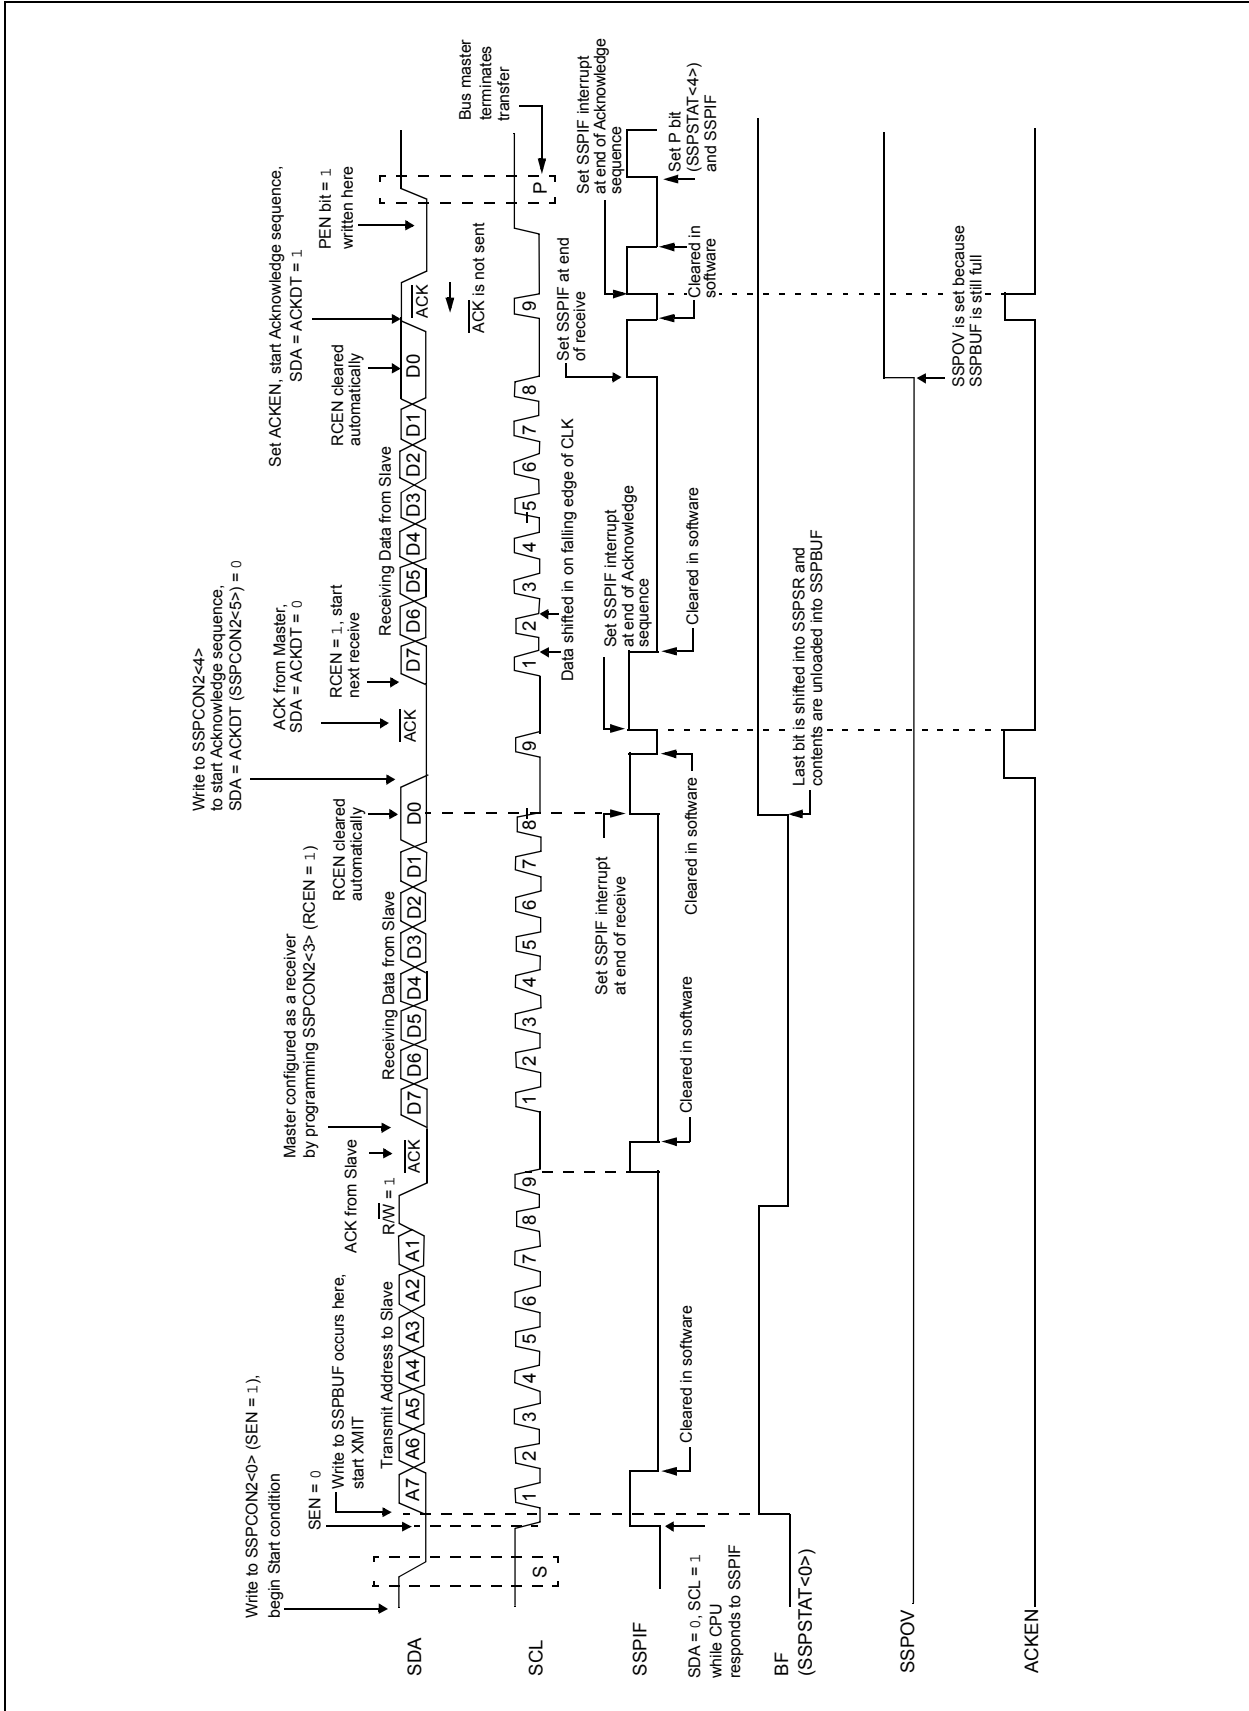 Write to SSPCON2<0> (SEN = 1),
begin Start condition
SEN = 0
Write to SSPBUF occurs here,
start XMIT
ACK from Slave
Master configured as a receiver
by programming SSPCON2<3> (RCEN = 1)
RCEN cleared
automatically
Write to SSPCON2<4>
to start Acknowledge sequence,
SDA = ACKDT (SSPCON2<5>) = 0
ACK from Master,
SDA = ACKDT = 0
RCEN = 1, start
next receive
RCEN cleared
automatically
Set ACKEN, start Acknowledge sequence,
SDA = ACKDT = 1
PEN bit = 1
written here
Transmit Address to Slave
R/W = 1
Receiving Data from Slave
Receiving Data from Slave
SDA
A7 A6 A5 A4 A3 A2 A1
ACK
D7 D6 D5 D4 D3 D2 D1 D0
ACK
D7 D6 D5 D4 D3 D2 D1 D0
ACK
ACK is not sent
Bus master
terminates
transfer
SCL
S
1 2 3 4 5 6 7 8 9
1 2 3 4 5 6 7 8
9
1 2 3 4 5 6 7 8
9
P
Data shifted in on falling edge of CLK
Set SSPIF interrupt
at end of receive
Set SSPIF interrupt
at end of Acknowledge
sequence
Set SSPIF at end
of receive
Set SSPIF interrupt
at end of Acknowledge
sequence
SSPIF
SDA = 0, SCL = 1
while CPU
responds to SSPIF
Cleared in software
Cleared in software
Cleared in software
Cleared in software
Cleared in
software
Set P bit
(SSPSTAT<4>)
and SSPIF
BF
(SSPSTAT<0>)
Last bit is shifted into SSPSR and
contents are unloaded into SSPBUF
SSPOV
SSPOV is set because
SSPBUF is still full
ACKEN